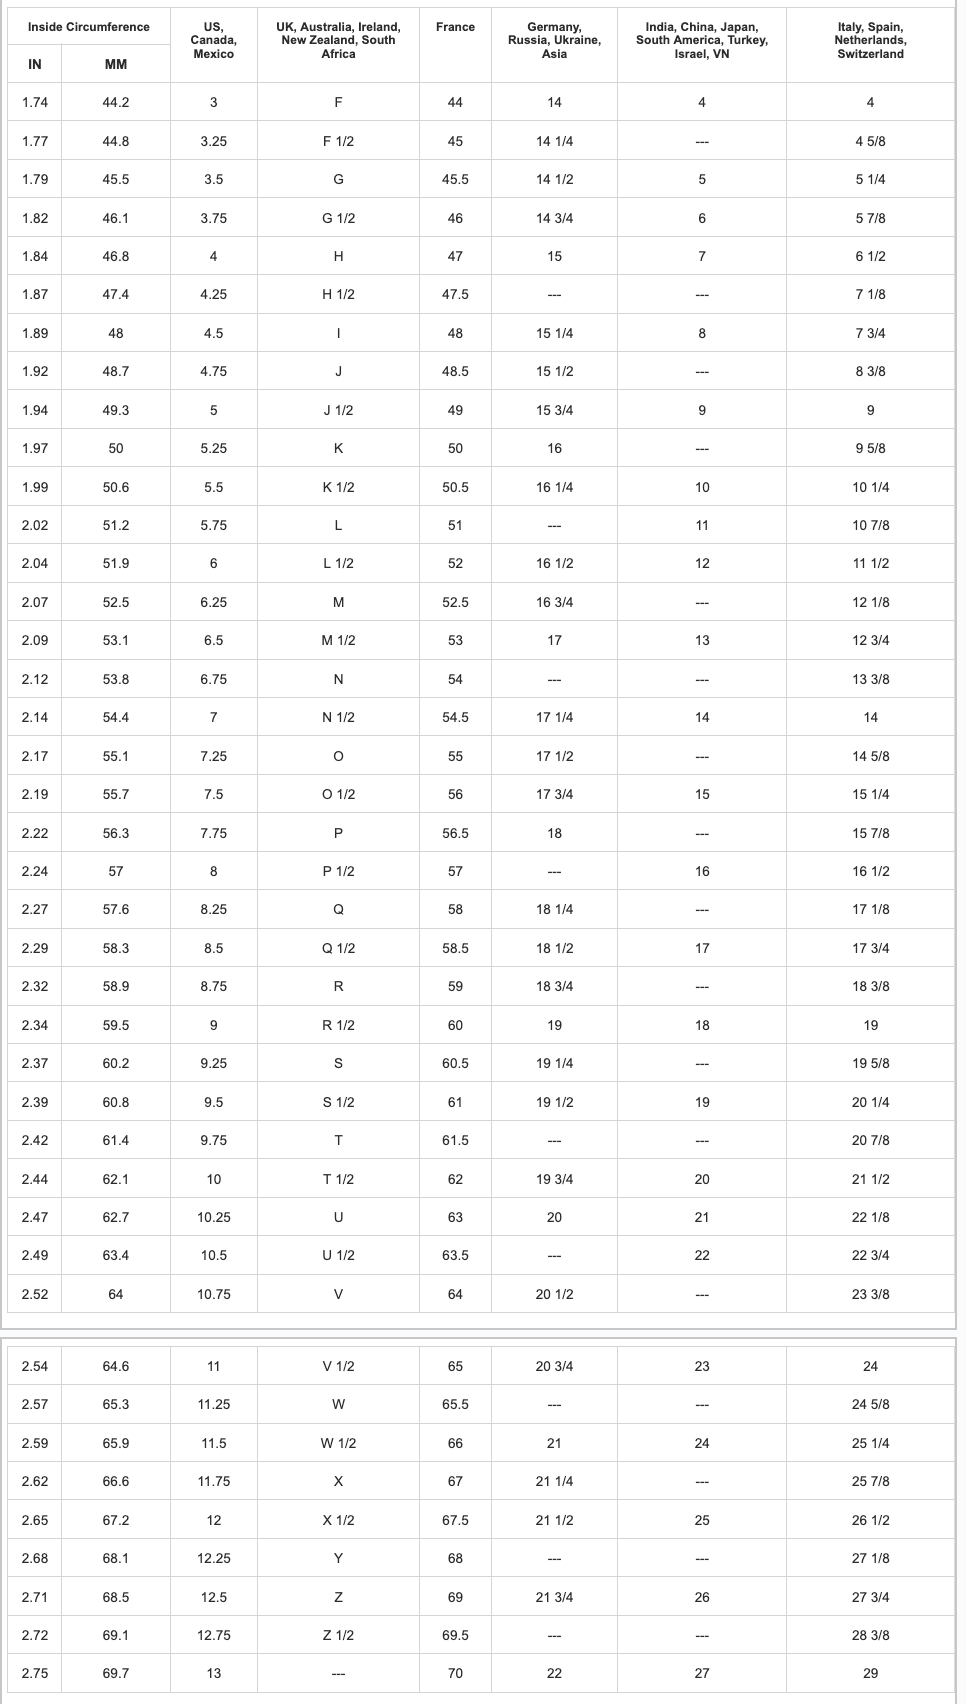 Inside Circumference US, Canada, Mexico UK, Australia, Ireland, New Zealand, South Africa France Germany, Russia, Ukraine, Asia India, China, Japan, South America, Turkey, Israel, VN Italy, Spain, Netherlands, Switzerland
IN MM
1.74 44.2 3 F 44 14 4 4
1.77 44.8 3.25 F 1/2 45 14 1/4 --- 4 5/8
1.79 45.5 3.5 G 45.5 14 1/2 5 5 1/4
1.82 46.1 3.75 G 1/2 46 14 3/4 6 5 7/8
1.84 46.8 4 H 47 15 7 6 1/2
1.87 47.4 4.25 H 1/2 47.5 --- --- 7 1/8
1.89 48 4.5 I 48 15 1/4 8 7 3/4
1.92 48.7 4.75 J 48.5 15 1/2 --- 8 3/8
1.94 49.3 5 J 1/2 49 15 3/4 9 9
1.97 50 5.25 K 50 16 --- 9 5/8
1.99 50.6 5.5 K 1/2 50.5 16 1/4 10 10 1/4
2.02 51.2 5.75 L 51 --- 11 10 7/8
2.04 51.9 6 L 1/2 52 16 1/2 12 11 1/2
2.07 52.5 6.25 M 52.5 16 3/4 --- 12 1/8
2.09 53.1 6.5 M 1/2 53 17 13 12 3/4
2.12 53.8 6.75 N 54 --- --- 13 3/8
2.14 54.4 7 N 1/2 54.5 17 1/4 14 14
2.17 55.1 7.25 O 55 17 1/2 --- 14 5/8
2.19 55.7 7.5 O 1/2 56 17 3/4 15 15 1/4
2.22 56.3 7.75 P 56.5 18 --- 15 7/8
2.24 57 8 P 1/2 57 --- 16 16 1/2
2.27 57.6 8.25 Q 58 18 1/4 --- 17 1/8
2.29 58.3 8.5 Q 1/2 58.5 18 1/2 17 17 3/4
2.32 58.9 8.75 R 59 18 3/4 --- 18 3/8
2.34 59.5 9 R 1/2 60 19 18 19
2.37 60.2 9.25 S 60.5 19 1/4 --- 19 5/8
2.39 60.8 9.5 S 1/2 61 19 1/2 19 20 1/4
2.42 61.4 9.75 T 61.5 --- --- 20 7/8
2.44 62.1 10 T 1/2 62 19 3/4 20 21 1/2
2.47 62.7 10.25 U 63 20 21 22 1/8
2.49 63.4 10.5 U 1/2 63.5 --- 22 22 3/4
2.52 64 10.75 V 64 20 1/2 --- 23 3/8
2.54 64.6 11 V 1/2 65 20 3/4 23 24
2.57 65.3 11.25 W 65.5 --- --- 24 5/8
2.59 65.9 11.5 W 1/2 66 21 24 25 1/4
2.62 66.6 11.75 X 67 21 1/4 --- 25 7/8
2.65 67.2 12 X 1/2 67.5 21 1/2 25 26 1/2
2.68 68.1 12.25 Y 68 --- --- 27 1/8
2.71 68.5 12.5 Z 69 21 3/4 26 27 3/4
2.72 69.1 12.75 Z 1/2 69.5 --- --- 28 3/8
2.75 69.7 13 --- 70 22 27 29